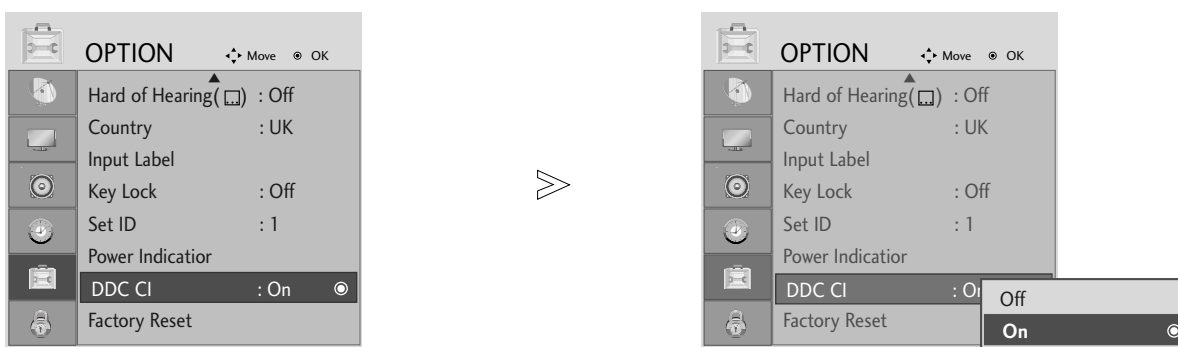 OPTION Move OK
Hard of Hearing( ) : Off
Country : UK
Input Label
Key Lock : Off
Set ID : 1
Power Indicatior
DDC CI : On
Factory Reset
OPTION Move OK
Hard of Hearing( ) : Off
Country : UK
Input Label
Key Lock : Off
Set ID : 1
Power Indicatior
DDC CI : On
Factory Reset
Off
On